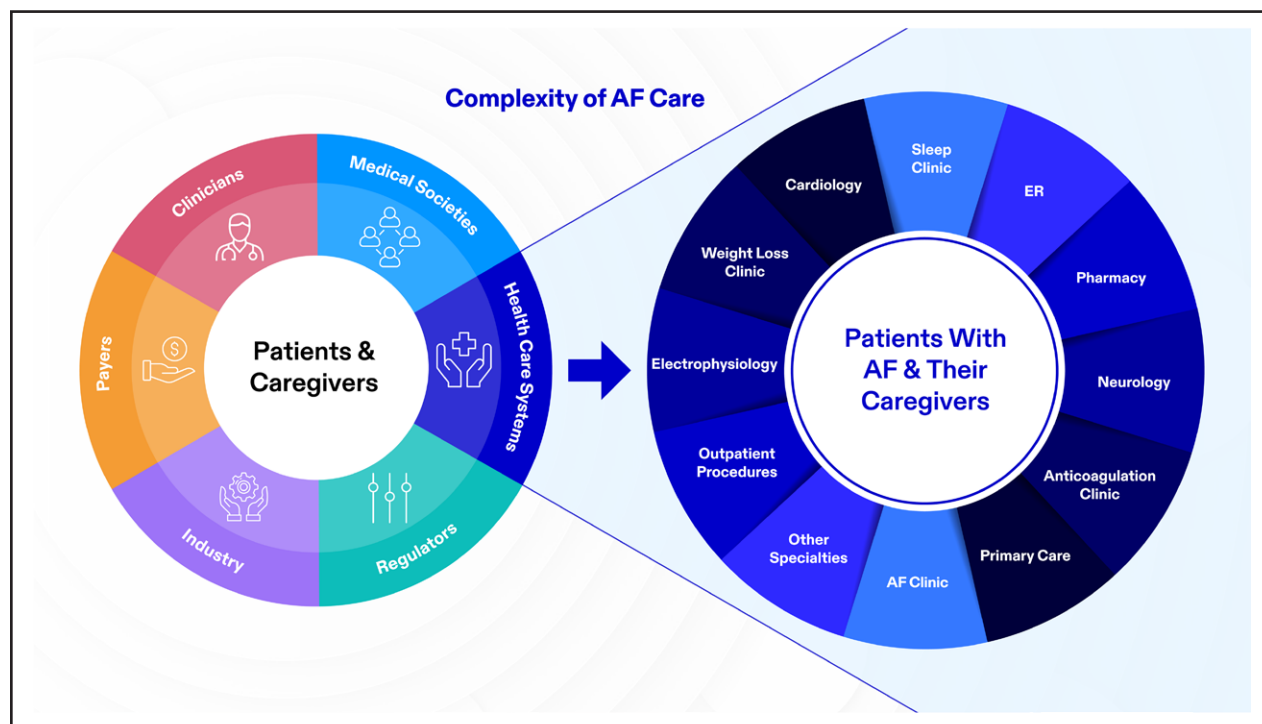 Complexity of AF Care
Clinicians
Medical Societies
Health Care Systems
Regulators
Industry
Payers
$
Patients &
Caregivers
Sleep
Clinic
ER
Pharmacy
Neurology
Anticoagulation
Clinic
Primary Care
AF Clinic
Other
Specialties
Outpatient
Procedures
Electrophysiology
Weight Loss
Clinic
Cardiology
Patients With
AF & Their
Caregivers